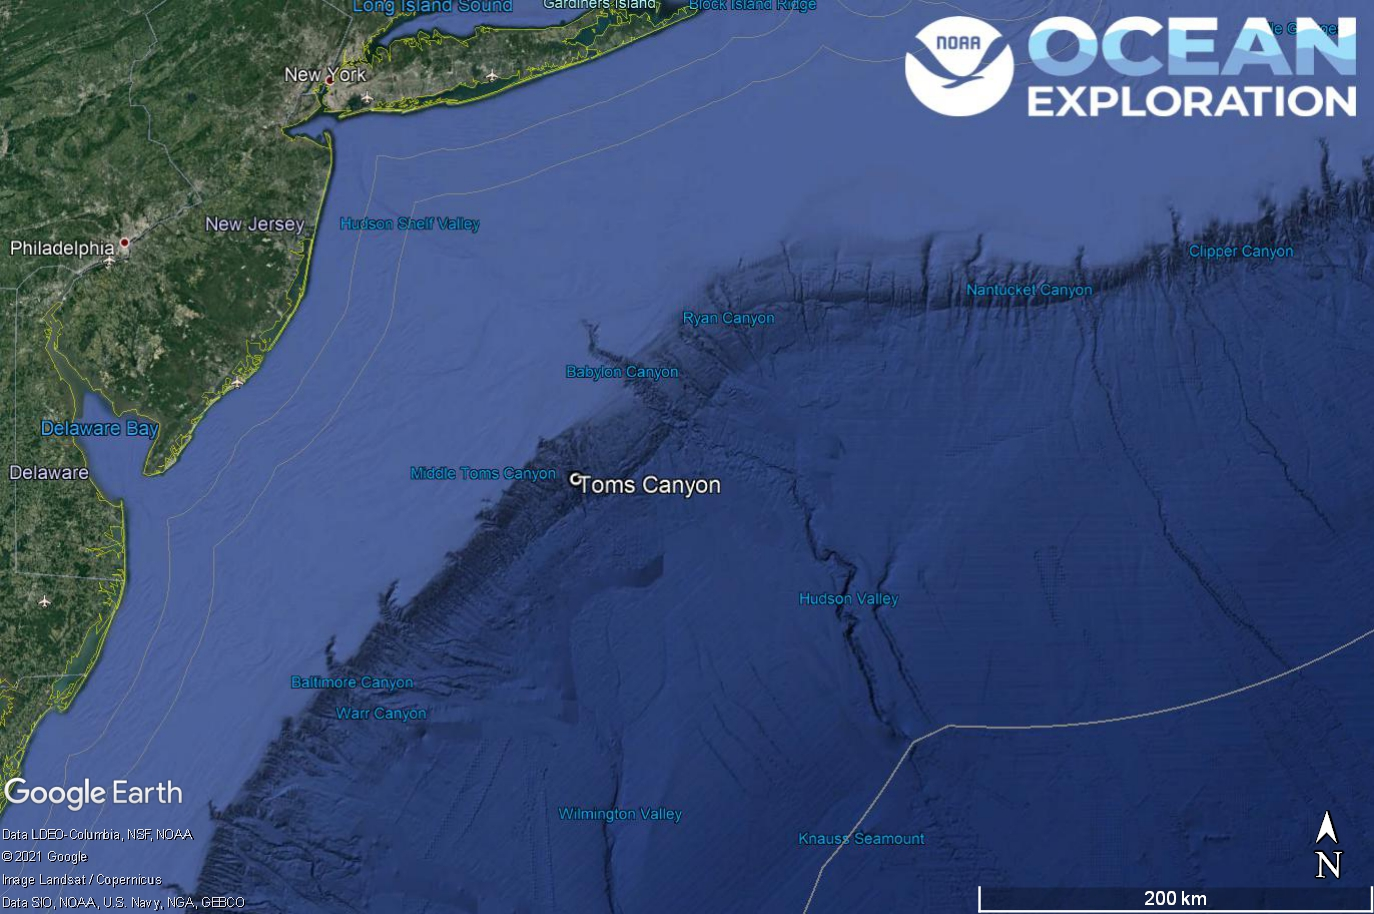 Long Island Sound
Gardiners Island
Block Island Ridge
NOAA
OCEAN
EXPLORATION
New York
New Jersey
Hudson Shelf Valley
Philadelphia
Clipper Canyon
Nantucket Canyon
Ryan Canyon
Babylon Canyon
Delaware Bay
Delaware
Middle Toms Canyon
Toms Canyon
Hudson Valley
Baltimore Canyon
Warr Canyon
Google Earth
Wilmington Valley
Knauss Seamount
Data LDEO-Columbia, NSF, NOAA
© 2021 Google
Image Landsat / Copernicus
Data SIO, NOAA, U.S. Navy, NGA, GEBCO
N
200 km